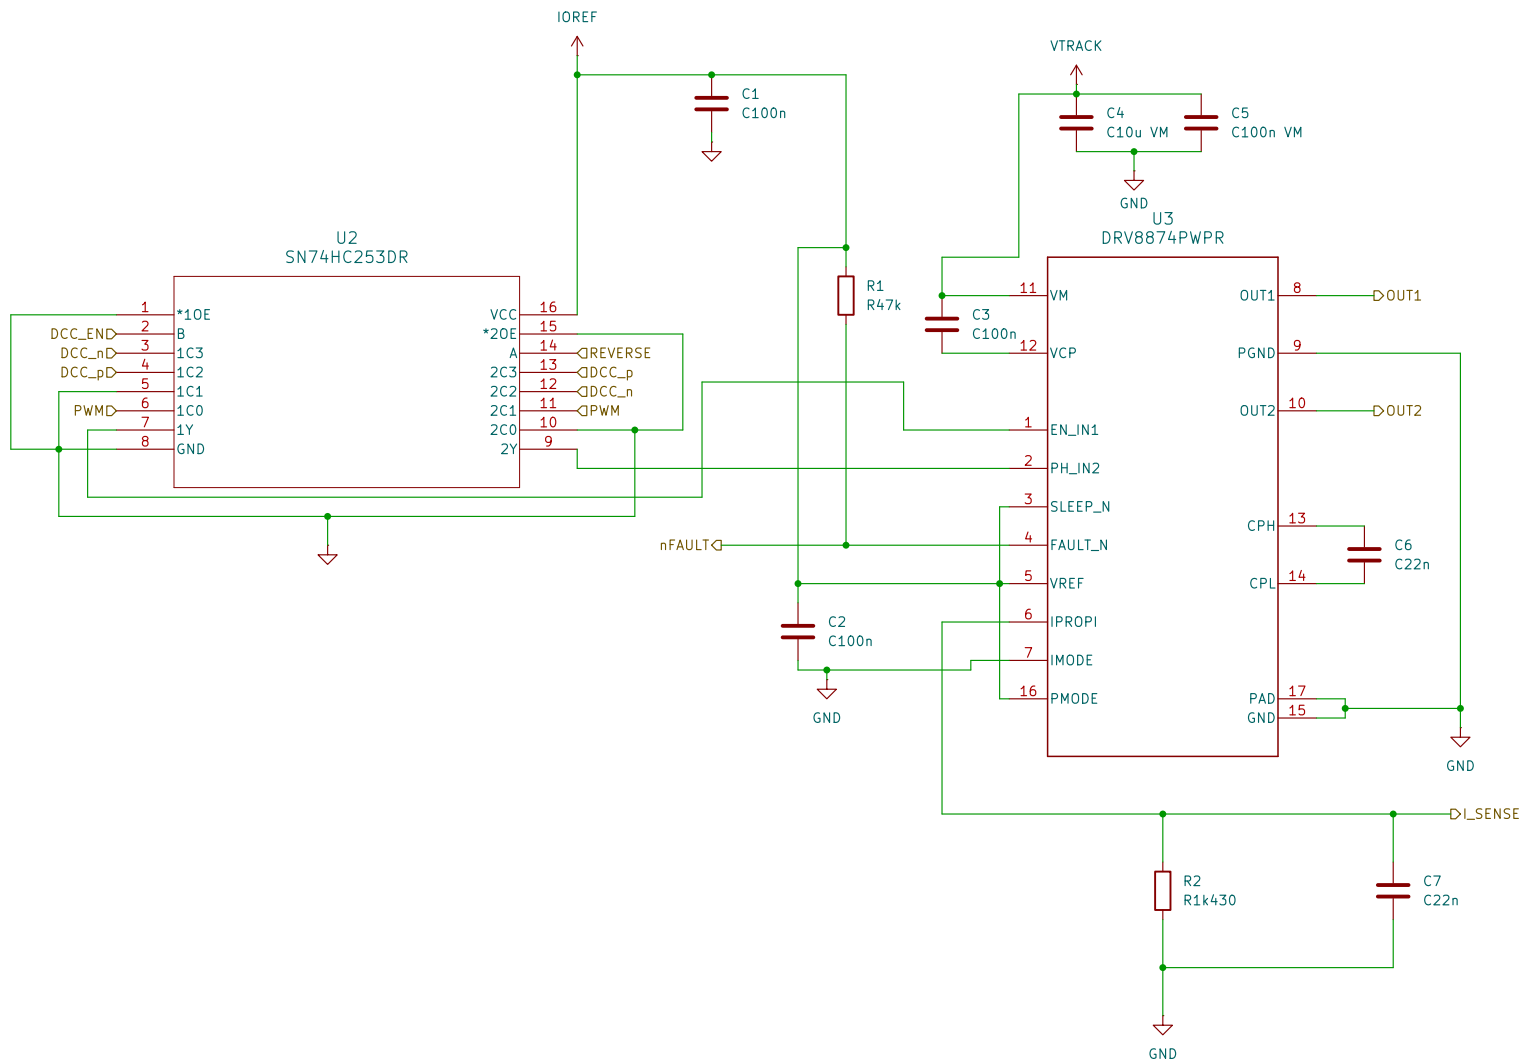 IOREF
C1
C100n
VTRACK
C4
C10u VM
C5
C100n VM
GND
U2
SN74HC253DR
1 *1OE
DCC_EN 2 B
DCC_n 3 1C3
DCC_p 4 1C2
5 1C1
PWM 6 1C0
7 1Y
8 GND
VCC 16
*2OE 15
A 14 REVERSE
2C3 13 DCC_p
2C2 12 DCC_n
2C1 11 PWM
2C0 10
2Y 9
R1
R47k
C3
C100n
U3
DRV8874PWPR
11 VM
12 VCP
1 EN_IN1
2 PH_IN2
3 SLEEP_N
nFAULT 4 FAULT_N
5 VREF
6 IPROPI
7 IMODE
16 PMODE
OUT1 8 OUT1
PGND 9
OUT2 10 OUT2
CPH 13
CPL 14
C6
C22n
PAD 17
GND 15
C2
C100n
GND
GND
I_SENSE
R2
R1k430
C7
C22n
GND